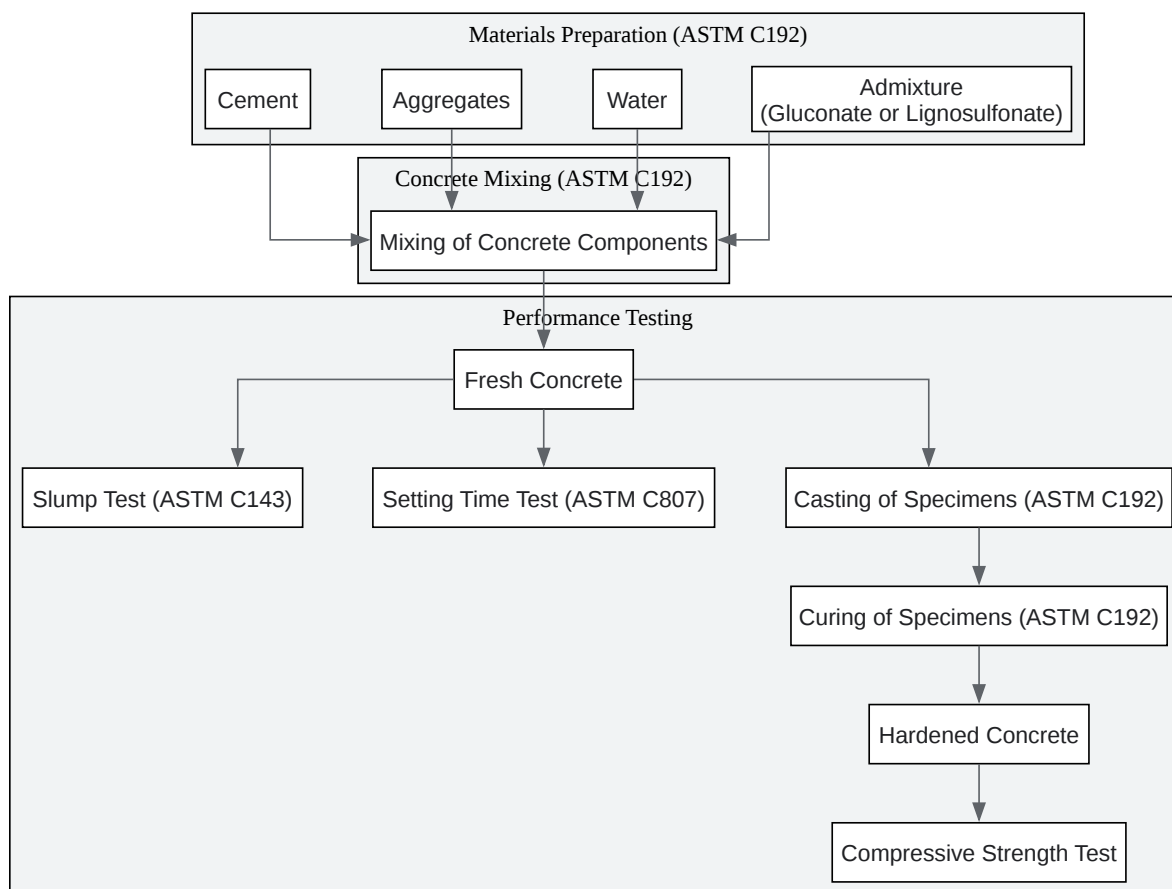 Materials Preparation (ASTM C192)
Cement
Aggregates
Water
Admixture
(Gluconate or Lignosulfonate)
Concrete Mixing (ASTM C192)
Mixing of Concrete Components
Performance Testing
Fresh Concrete
Slump Test (ASTM C143)
Setting Time Test (ASTM C807)
Casting of Specimens (ASTM C192)
Curing of Specimens (ASTM C192)
Hardened Concrete
Compressive Strength Test